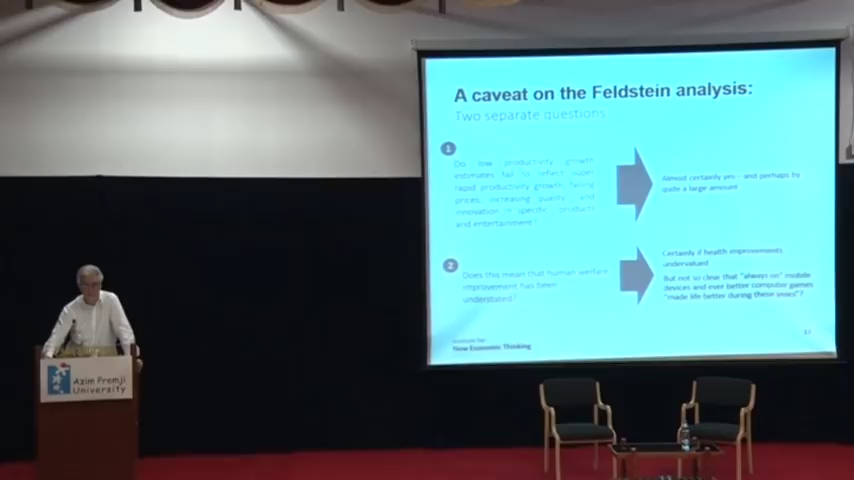 A caveat on the Feldstein analysis:
Two separate questions
1
Do low productivity growth
estimates fail to reflect super
rapid productivity growth, falling
prices, increasing quality and
innovation in specific products
and entertainment?
Almost certainly yes – and perhaps by
quite a large amount
2
Does this mean that human welfare
improvement has been
understated?
Certainly if health improvements
undervalued
But not so clear that "always on" mobile
devices and ever better computer games
"made life better during these years"?
Institute for
New Economic Thinking
Azim Premji
University